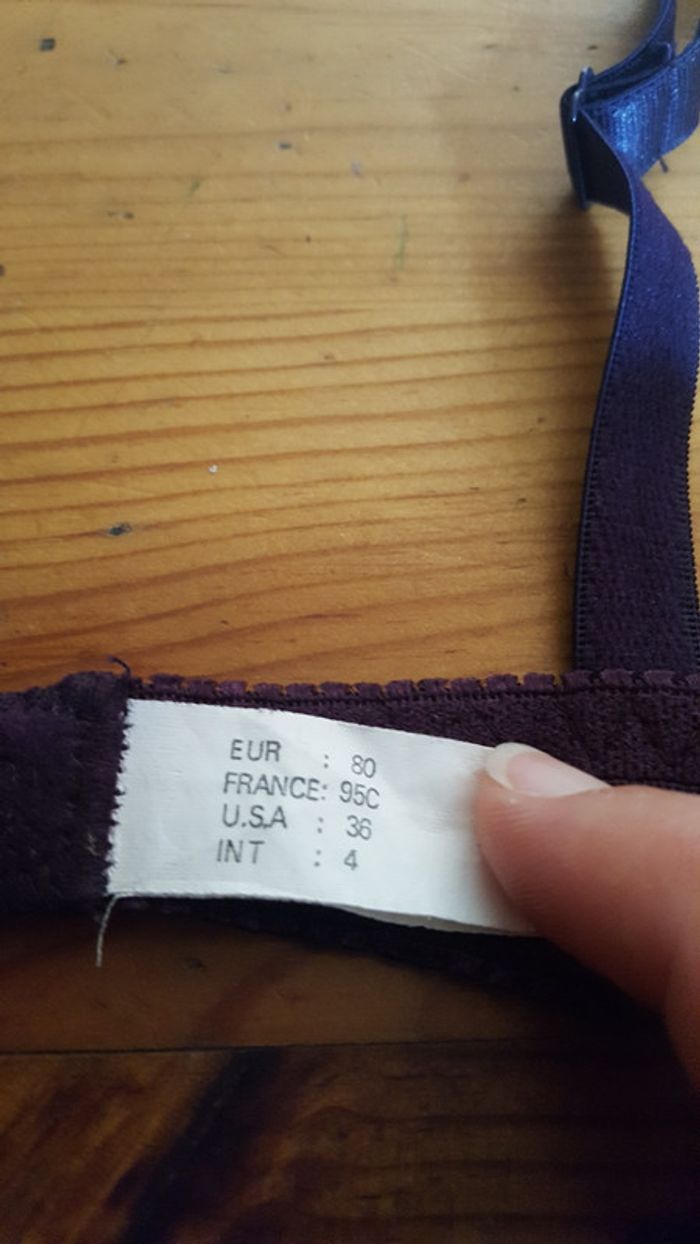 EUR : 80
FRANCE: 95C
U.S.A : 36
INT : 4